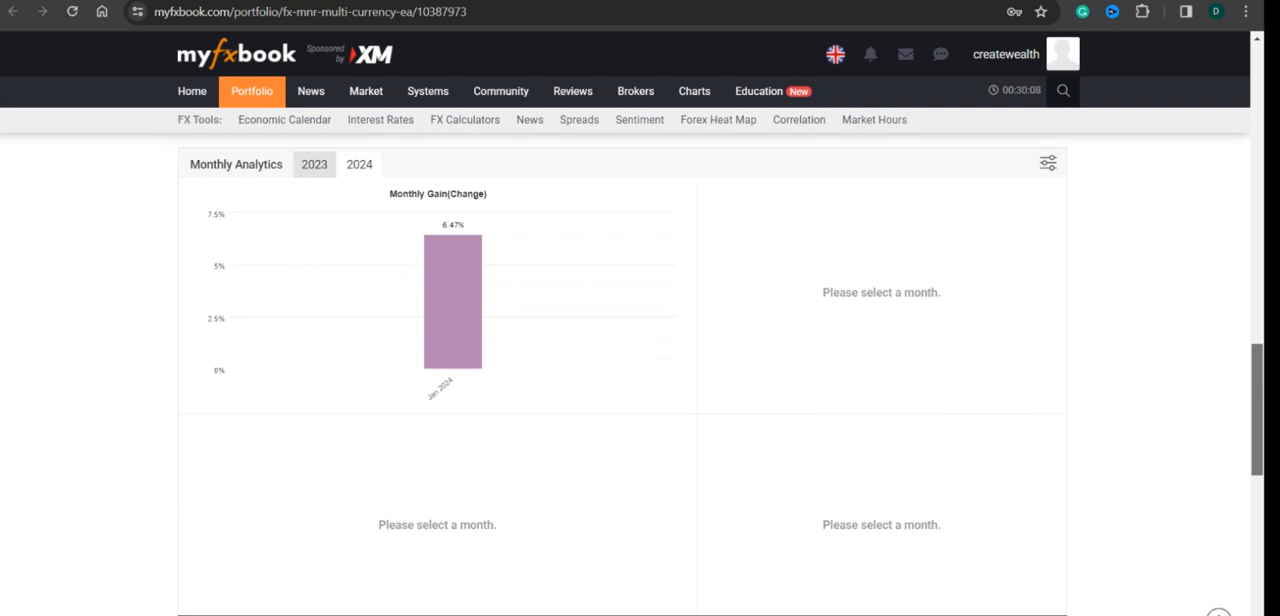 myfxbook.com/portfolio/fx-mnr-multi-currency-ea/10387973
D
myfxbook Sponsored by XM
createwealth
Home Portfolio News Market Systems Community Reviews Brokers Charts Education New 00:30:08
FX Tools: Economic Calendar Interest Rates FX Calculators News Spreads Sentiment Forex Heat Map Correlation Market Hours
Monthly Analytics 2023 2024
Monthly Gain(Change)
7.5%
6.47%
5%
2.5%
0%
Jan 2024
Please select a month.
Please select a month.
Please select a month.